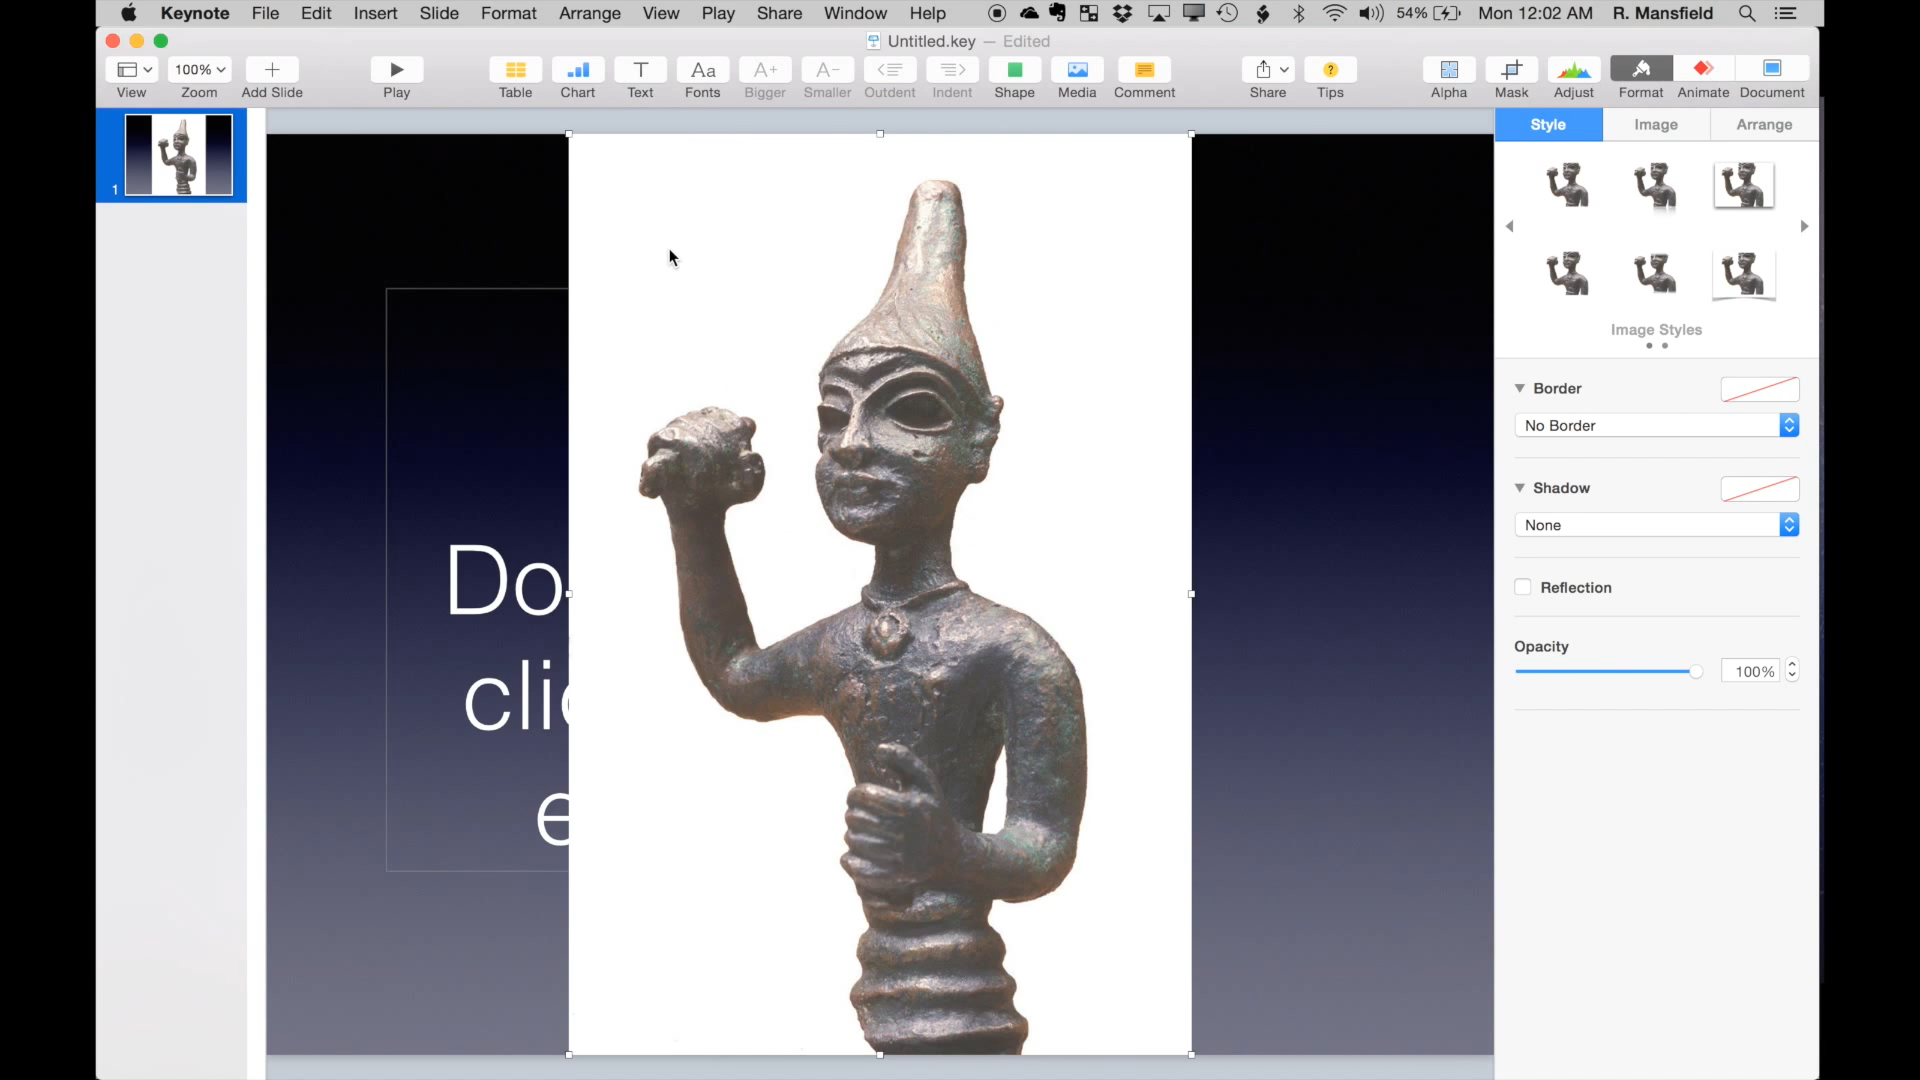 Keynote File Edit Insert Slide Format Arrange View Play Share Window Help 54% Mon 12:02 AM R. Mansfield
Untitled.key — Edited
100%
View Zoom Add Slide Play Table Chart Text Fonts Bigger Smaller Outdent Indent Shape Media Comment Share Tips Alpha Mask Adjust Format Animate Document
Style Image Arrange
1
Image Styles
Border
No Border
Shadow
None
Reflection
Opacity
100%
Do
clic
e